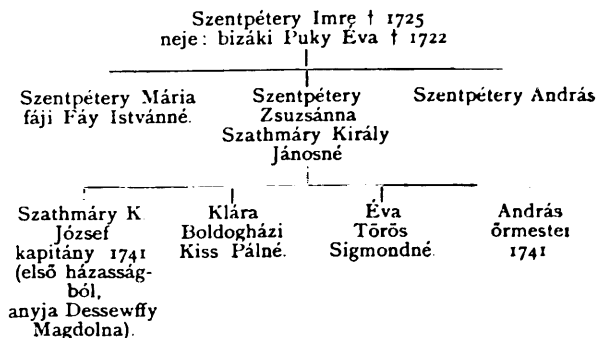 Szentpétery Imre † 1725
neje: bizáki Puky Éva † 1722
Szentpétery Mária
fáji Fáy Istvánné.
Szentpétery
Zsuzsánna
Szathmáry Király
Jánosné
Szentpétery András
Szathmáry K.
József
kapitány 1741
(első házasság-
ból,
anyja Dessewffy
Magdolna).
Klára
Boldogházi
Kiss Pálné.
Éva
Törös
Sigmondné.
András
őrmester
1741